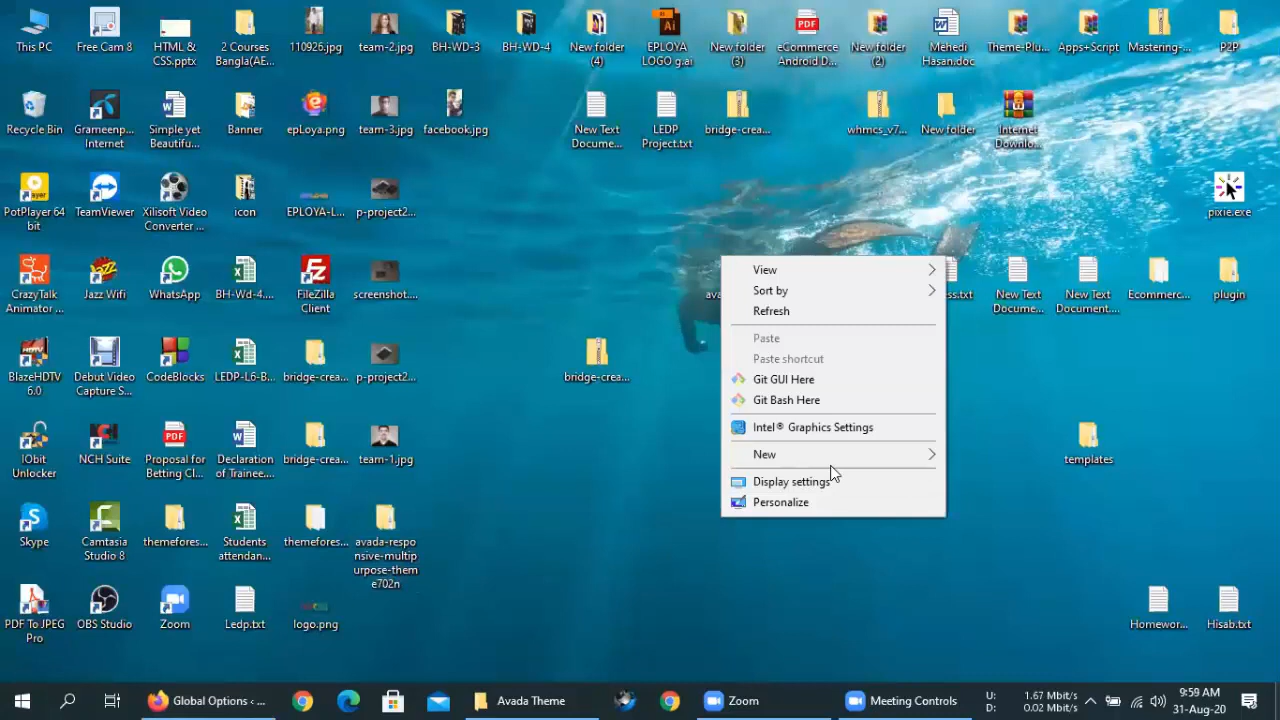 This PC
Free Cam 8
HTML &
CSS.pptx
2 Courses
Bangla(AE...
110926.jpg
team-2.jpg
BH-WD-3
BH-WD-4
New folder
(4)
EPLOYA
LOGO g.ai
New folder
(3)
eCommerce
Android D...
New folder
(2)
Mehedi
Hasan.doc
Theme-Plu...
Apps+Script
Mastering-...
P2P
Recycle Bin
Grameenp...
Internet
Simple yet
Beautifu...
Banner
epLoya.png
team-3.jpg
facebook.jpg
New Text
Docume...
LEDP
Project.txt
bridge-crea...
whmcs_v7...
New folder
Internet
Downlo...
PotPlayer 64
bit
TeamViewer
Xilisoft Video
Converter ...
icon
EPLOYA-L...
p-project2...
pixie.exe
CrazyTalk
Animator ...
Jazz Wifi
WhatsApp
BH-Wd-4....
FileZilla
Client
screenshot....
New Text
Docume...
New Text
Document....
Ecommerc...
plugin
BlazeHDTV
6.0
Debut Video
Capture S...
CodeBlocks
LEDP-L6-B...
bridge-crea...
p-project2...
bridge-crea...
IObit
Unlocker
NCH Suite
Proposal for
Betting Cl...
Declaration
of Trainee...
bridge-crea...
team-1.jpg
templates
Skype
Camtasia
Studio 8
themefores...
Students
attendan...
themefores...
avada-respo
nsive-multip
urpose-them
e702n
PDF To JPEG
Pro
OBS Studio
Zoom
Ledp.txt
logo.png
Homewor...
Hisab.txt
View
Sort by
Refresh
Paste
Paste shortcut
Git GUI Here
Git Bash Here
Intel® Graphics Settings
New
Display settings
Personalize
Global Options ‹ ...
Avada Theme
Zoom
Meeting Controls
U: 1.67 Mbit/s
D: 0.02 Mbit/s
9:59 AM
31-Aug-20